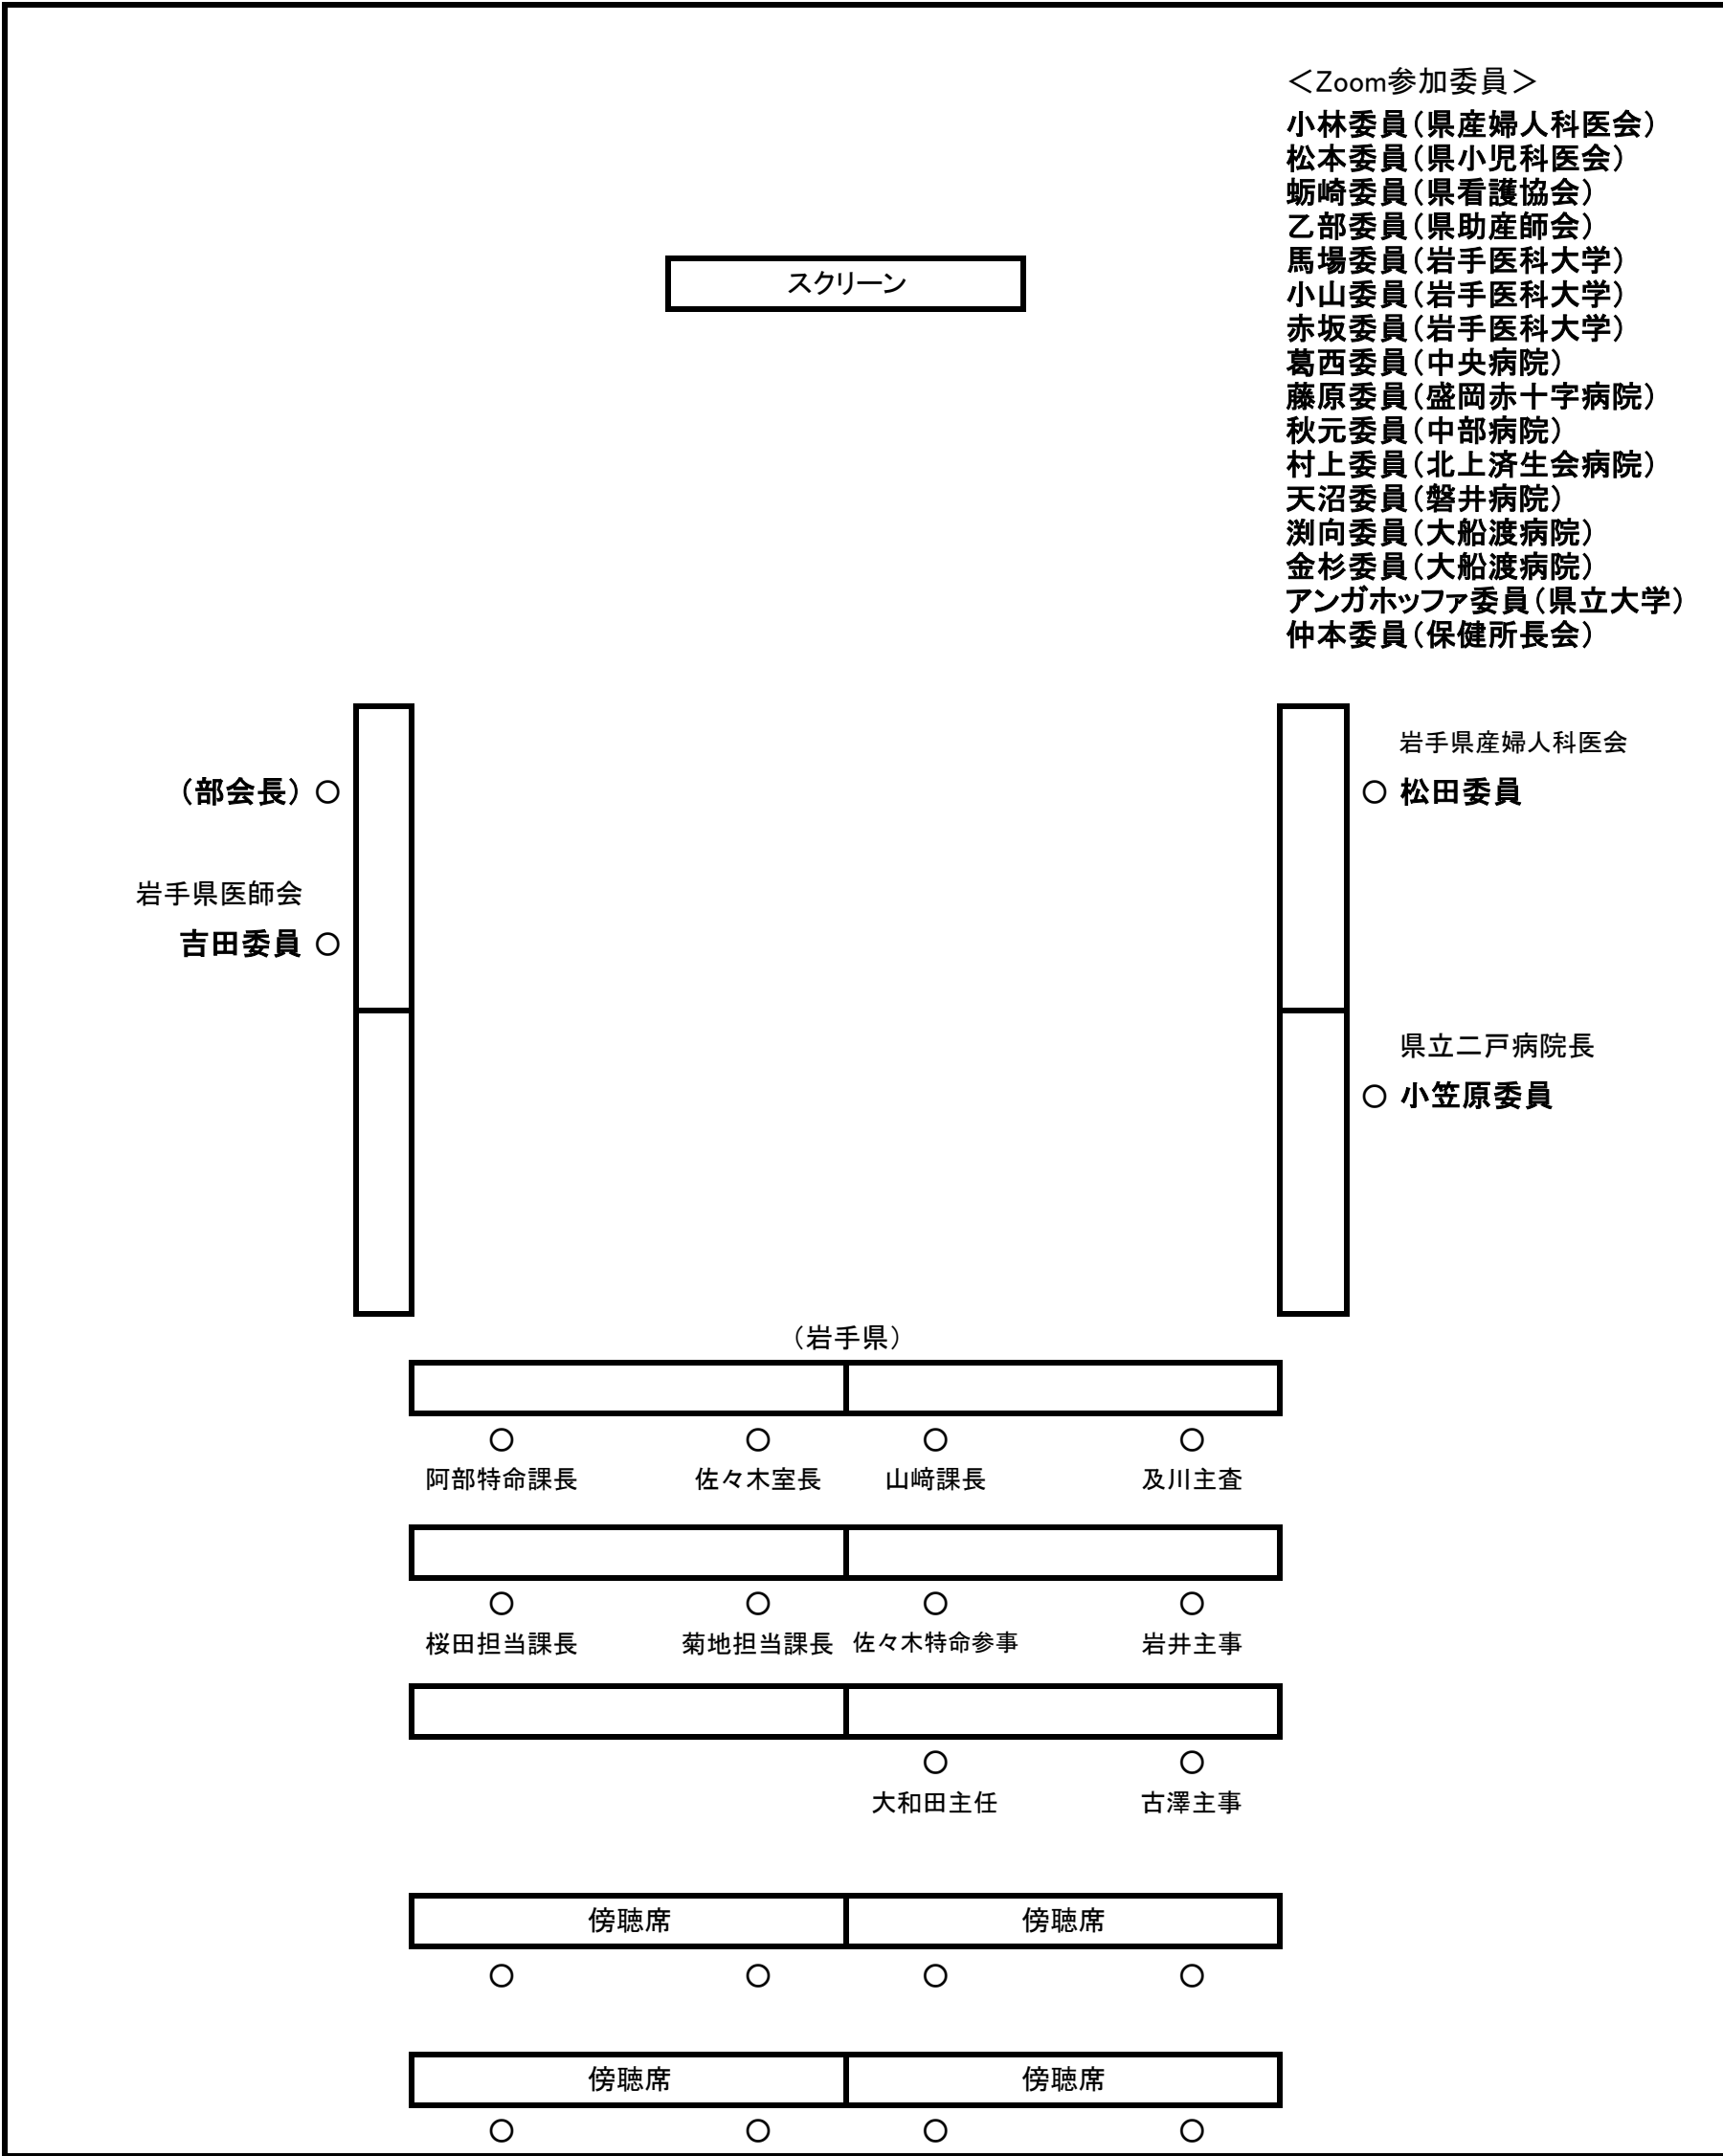 ＜Zoom参加委員＞
小林委員（県産婦人科医会）
松本委員（県小児科医会）
蛎崎委員（県看護協会）
乙部委員（県助産師会）
馬場委員（岩手医科大学）
小山委員（岩手医科大学）
赤坂委員（岩手医科大学）
葛西委員（中央病院）
藤原委員（盛岡赤十字病院）
秋元委員（中部病院）
村上委員（北上済生会病院）
天沼委員（磐井病院）
渕向委員（大船渡病院）
金杉委員（大船渡病院）
アンガホッファ委員（県立大学）
仲本委員（保健所長会）
スクリーン
岩手県産婦人科医会
（部会長）○
○ 松田委員
岩手県医師会
吉田委員 ○
県立二戸病院長
○ 小笠原委員
（岩手県）
○ ○ ○ ○
阿部特命課長 佐々木室長 山﨑課長 及川主査
○ ○ ○ ○
桜田担当課長 菊地担当課長 佐々木特命参事 岩井主事
○ ○
大和田主任 古澤主事
傍聴席 傍聴席
○ ○ ○ ○
傍聴席 傍聴席
○ ○ ○ ○